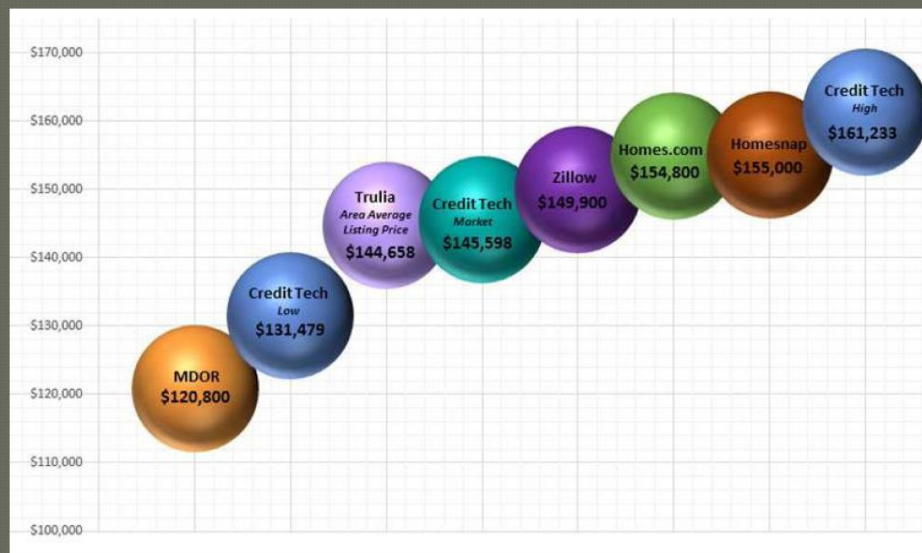 $170,000
$160,000
$150,000
$140,000
$130,000
$120,000
$110,000
$100,000
MDOR
$120,800
Credit Tech
Low
$131,479
Trulia
Area Average
Listing Price
$144,658
Credit Tech
Market
$145,598
Zillow
$149,900
Homes.com
$154,800
Homesnap
$155,000
Credit Tech
High
$161,233